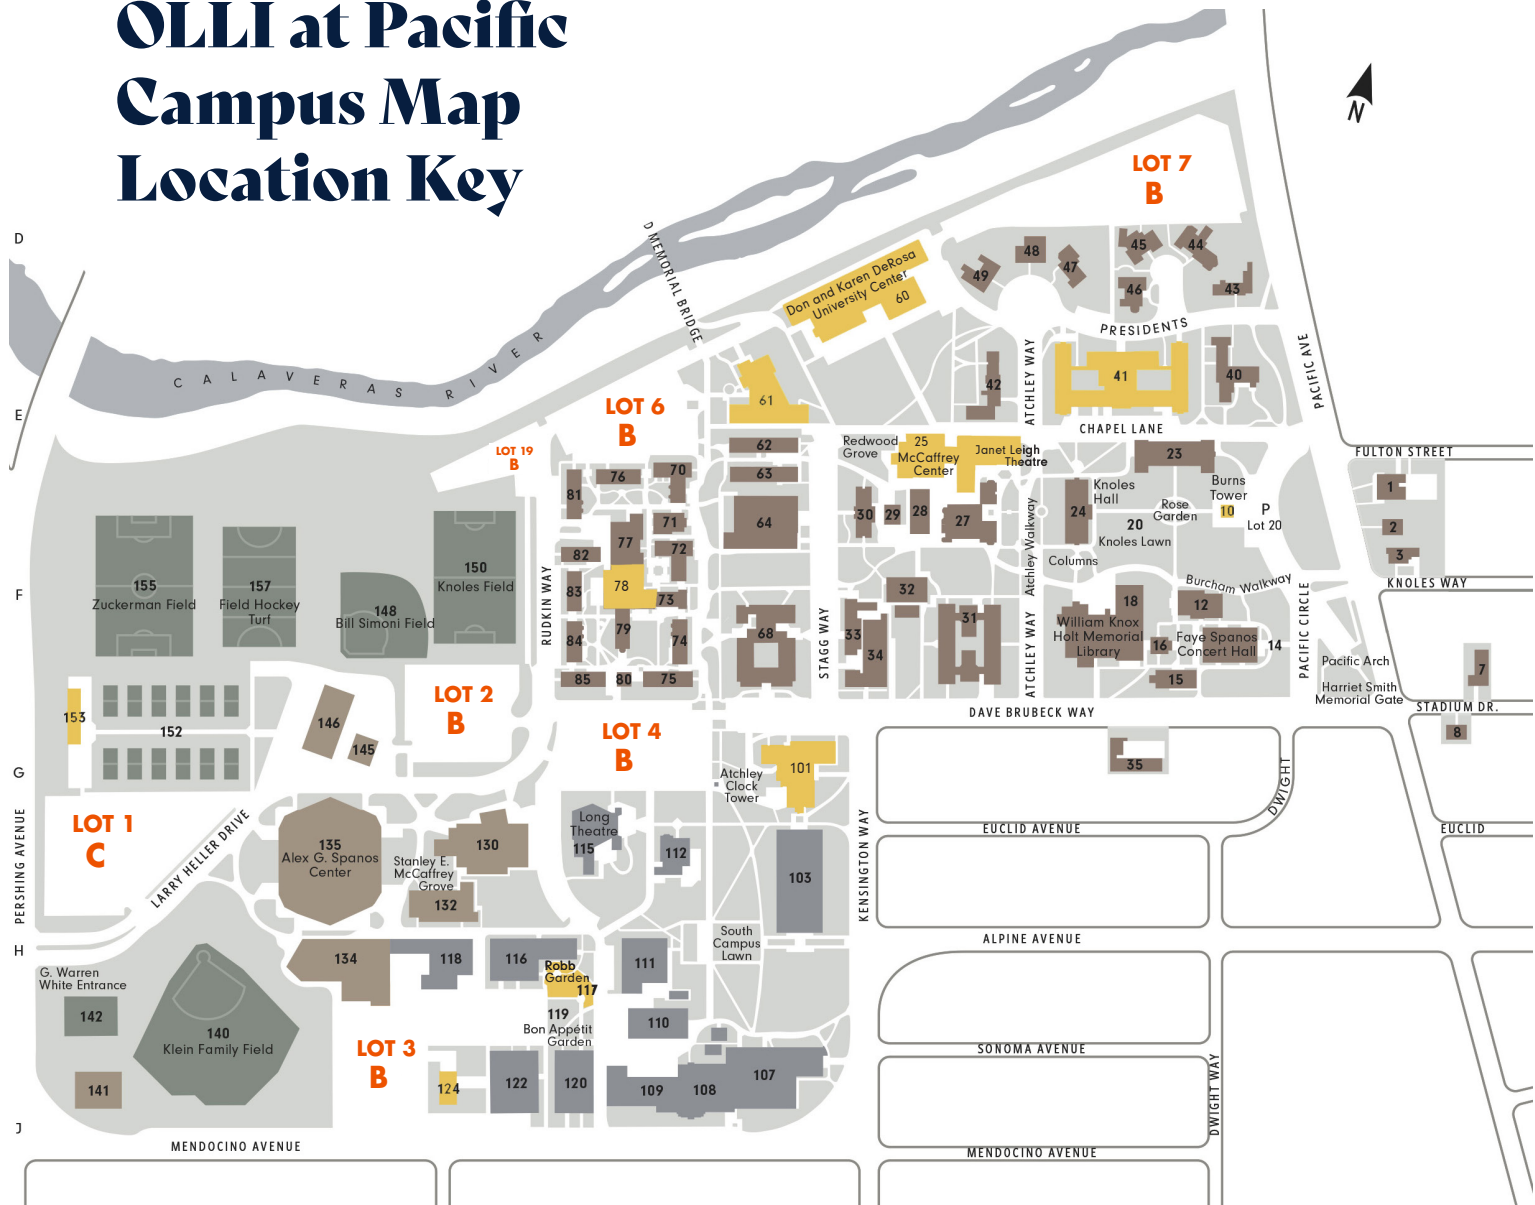 OLLI at Pacific
Campus Map
Location Key
N
D
E
F
G
H
J
CALAVERAS RIVER
D MEMORIAL BRIDGE
LOT 7
B
Don and Karen DeRosa
University Center
60
49
48
47
45
44
46
43
PRESIDENTS
PACIFIC AVE
ATCHLEY WAY
42
41
40
CHAPEL LANE
61
LOT 6
B
LOT 19
B
62
63
64
Redwood
Grove
25
McCaffrey
Center
Janet Leigh
Theatre
23
Knoles
Hall
24
Burns
Tower
10
Rose
Garden
P
Lot 20
20
Knoles Lawn
FULTON STREET
1
2
3
KNOLES WAY
81
76
70
71
72
77
82
78
83
73
79
84
74
85
80
75
RUDKIN WAY
30
29
28
27
Atchley Walkway
Columns
Burcham Walkway
32
31
33
34
68
STAGG WAY
ATCHLEY WAY
18
William Knox
Holt Memorial
Library
12
16
Faye Spanos
Concert Hall
14
15
PACIFIC CIRCLE
Pacific Arch
Harriet Smith
Memorial Gate
7
STADIUM DR.
8
155
Zuckerman Field
157
Field Hockey
Turf
148
Bill Simoni Field
150
Knoles Field
153
152
146
145
LOT 2
B
LOT 4
B
DAVE BRUBECK WAY
35
DWIGHT
Atchley
Clock
Tower
101
LOT 1
C
PERSHING AVENUE
LARRY HELLER DRIVE
135
Alex G. Spanos
Center
Stanley E.
McCaffrey
Grove
130
132
Long
Theatre
115
112
103
KENSINGTON WAY
EUCLID AVENUE
EUCLID
ALPINE AVENUE
South
Campus
Lawn
G. Warren
White Entrance
142
140
Klein Family Field
141
134
118
116
Robb
Garden
117
111
119
Bon Appétit
Garden
110
LOT 3
B
124
122
120
109
108
107
SONOMA AVENUE
DWIGHT WAY
MENDOCINO AVENUE
MENDOCINO AVENUE